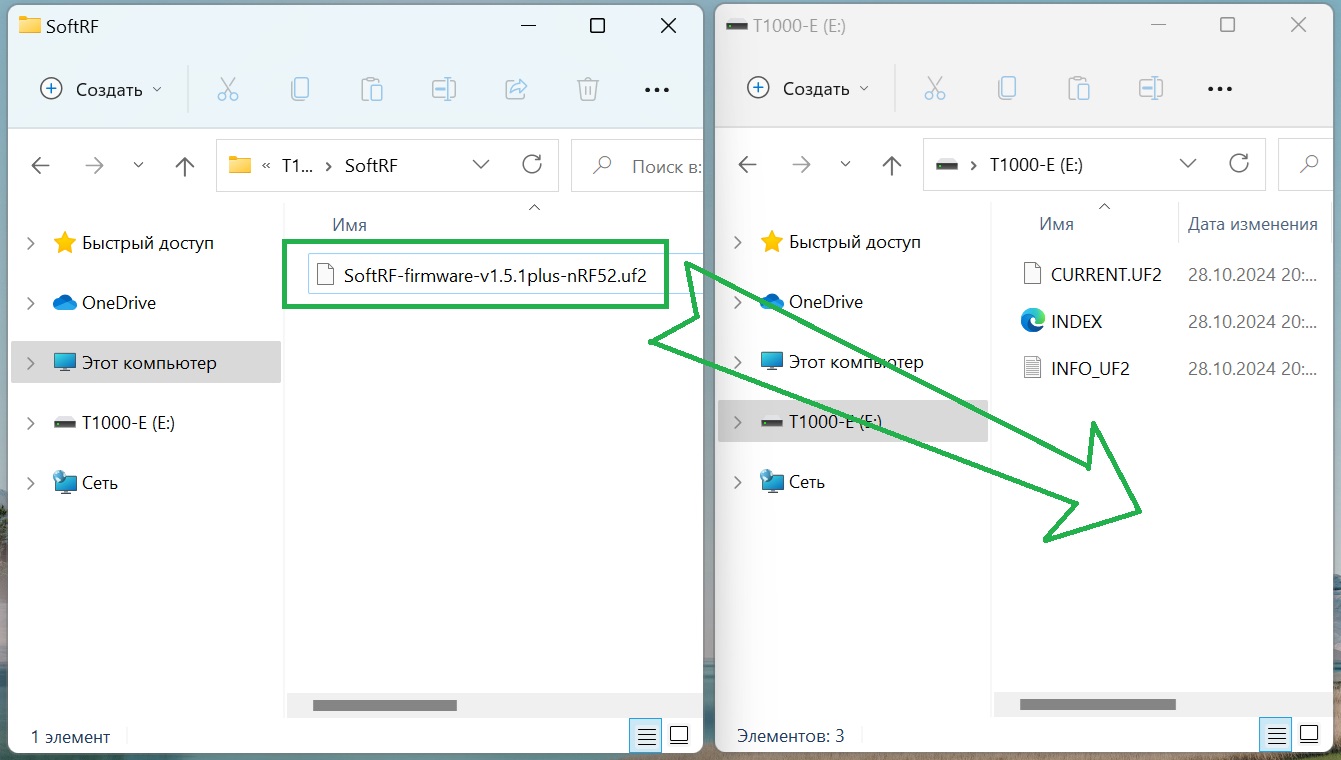 SoftRF
Создать
« T1... › SoftRF
Поиск в:
Имя
Быстрый доступ
SoftRF-firmware-v1.5.1plus-nRF52.uf2
OneDrive
Этот компьютер
T1000-E (E:)
Сеть
1 элемент
T1000-E (E:)
Создать
› T1000-E (E:)
Имя
Дата изменения
Быстрый доступ
CURRENT.UF2 28.10.2024 20:...
OneDrive
INDEX 28.10.2024 20:...
Этот компьютер
INFO_UF2 28.10.2024 20:...
T1000-E (E:)
Сеть
Элементов: 3